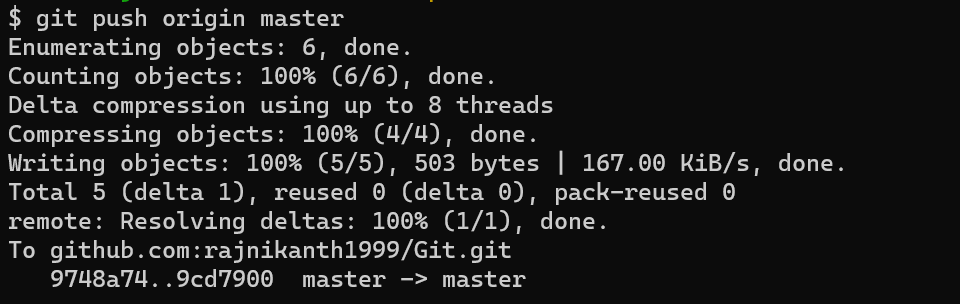 $ git push origin master
Enumerating objects: 6, done.
Counting objects: 100% (6/6), done.
Delta compression using up to 8 threads
Compressing objects: 100% (4/4), done.
Writing objects: 100% (5/5), 503 bytes | 167.00 KiB/s, done.
Total 5 (delta 1), reused 0 (delta 0), pack-reused 0
remote: Resolving deltas: 100% (1/1), done.
To github.com:rajnikanth1999/Git.git
   9748a74..9cd7900  master -> master